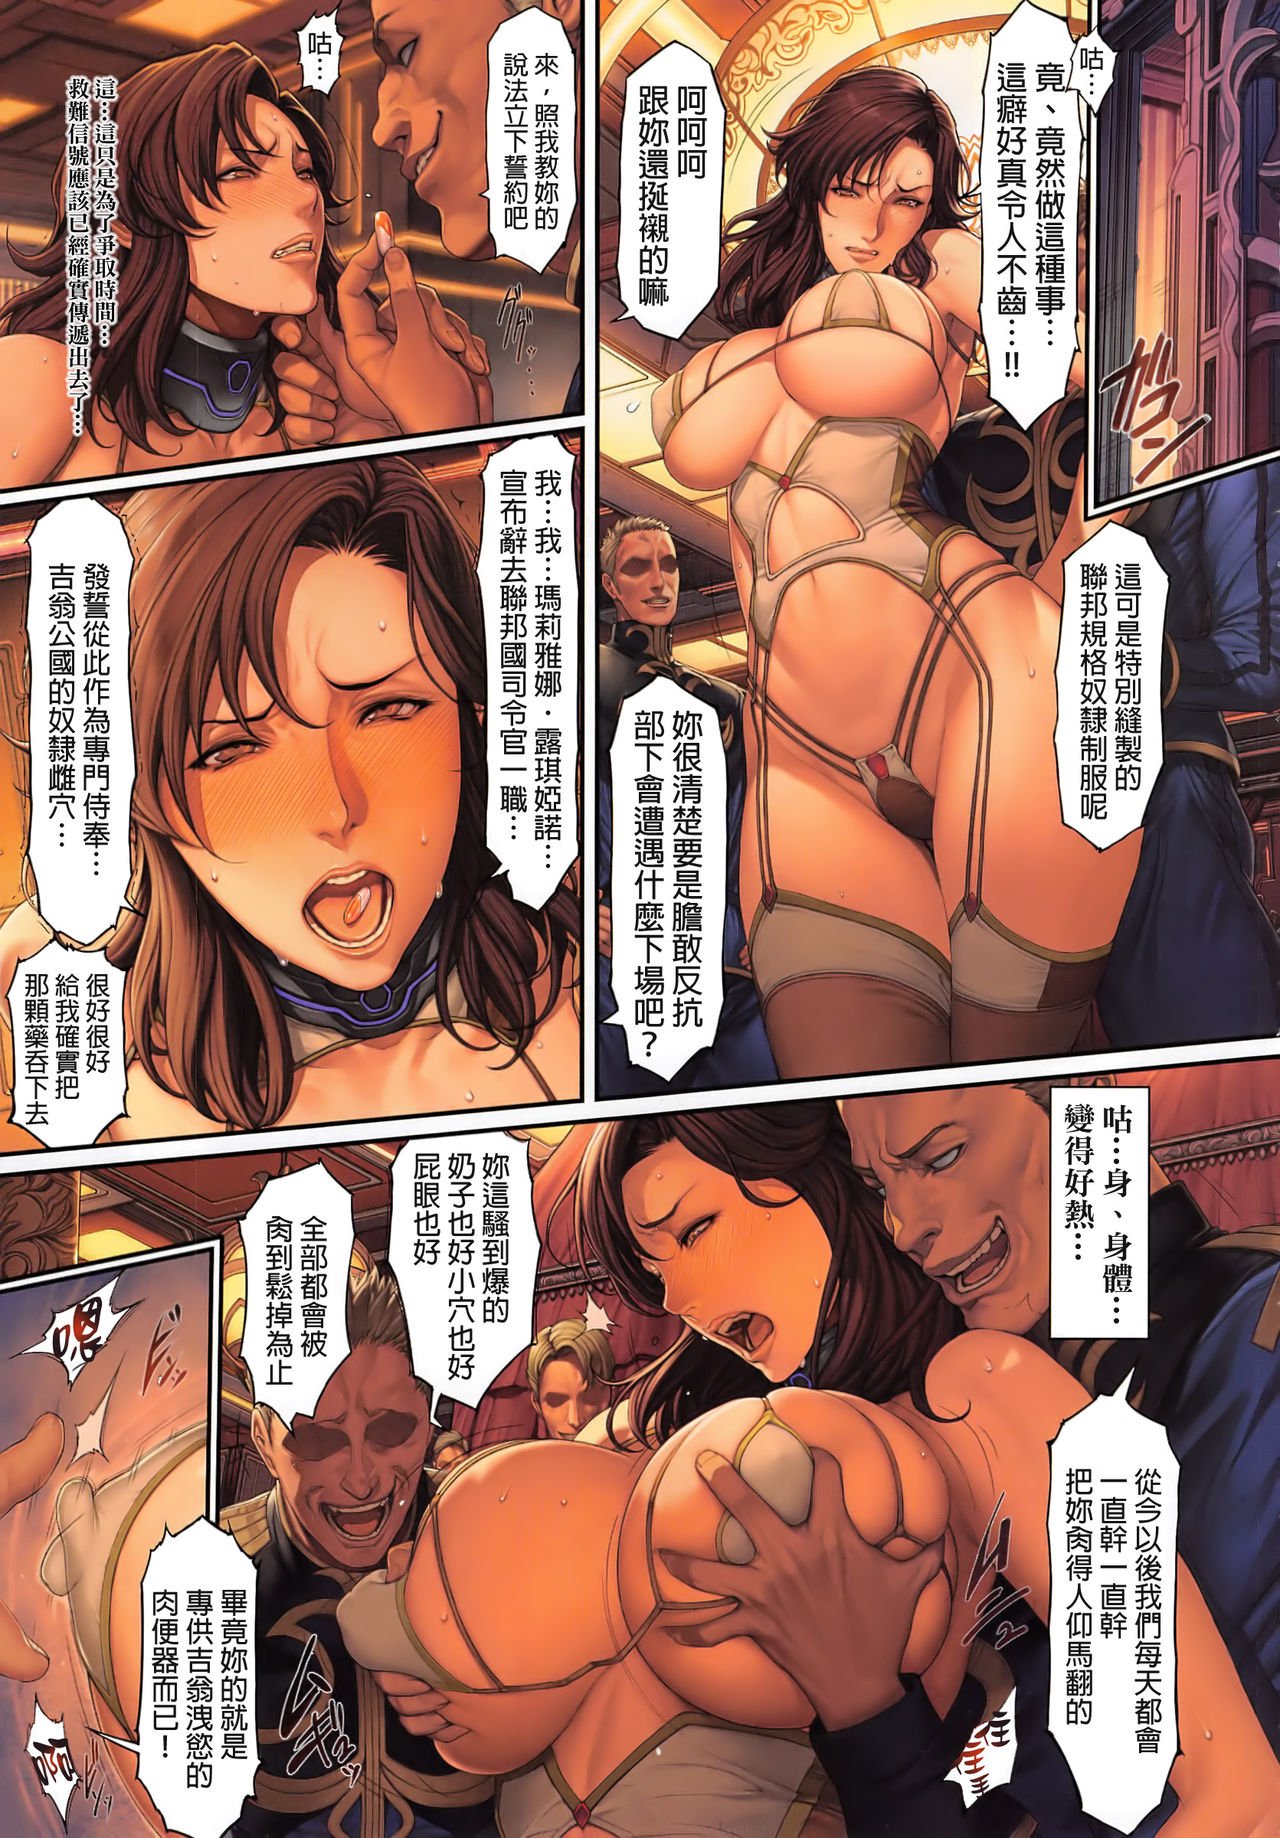 咕…
竟、竟然做這種事…
這癖好真令人不齒…!!
ガコン
呵呵呵
跟妳還挺襯的嘛
這可是特別縫製的
聯邦規格奴隸制服呢
妳很清楚要是膽敢反抗
部下會遭遇什麼下場吧？
來，照我教妳的
說法立下誓約吧
咕…
這…這只是為了爭取時間…
救難信號應該已經確實傳遞出去了…
我…我…瑪莉雅娜·露琪婭諾…
宣布辭去聯邦國司令官一職…
發誓從此作為專門侍奉…
吉翁公國的奴隸雌穴…
很好很好
給我確實把
那顆藥吞下去
咕…身、身體…
變得好熱…
從今以後我們每天都會
一直幹一直幹
把妳肏得人仰馬翻的
妳這騷到爆的
奶子也好小穴也好
屁眼也好
全部都會被
肏到鬆掉為止
住
住
住手
ムギュッ
嗯
畢竟妳的就是
專供吉翁洩慾的
肉便器而已！